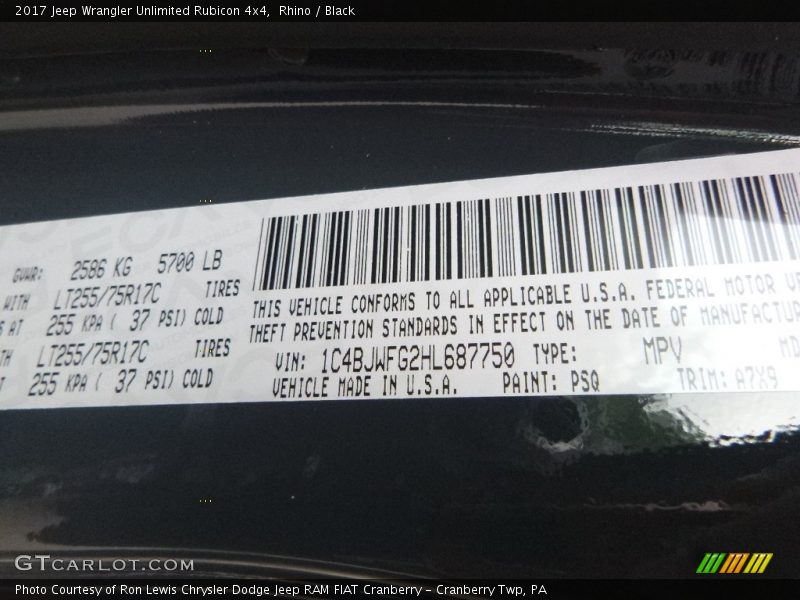 2017 Jeep Wrangler Unlimited Rubicon 4x4, Rhino / Black
GVWR: 2586 KG 5700 LB
WITH LT255/75R17C TIRES
AT 255 KPA ( 37 PSI) COLD
LT255/75R17C TIRES
255 KPA ( 37 PSI) COLD
THIS VEHICLE CONFORMS TO ALL APPLICABLE U.S.A. FEDERAL MOTOR
THEFT PREVENTION STANDARDS IN EFFECT ON THE DATE OF MANUFACTUR
VIN: 1C4BJWFG2HL687750 TYPE: MPV MD
VEHICLE MADE IN U.S.A. PAINT: PSQ TRIM: A7X9
GTCARLOT.COM
Photo Courtesy of Ron Lewis Chrysler Dodge Jeep RAM FIAT Cranberry – Cranberry Twp, PA